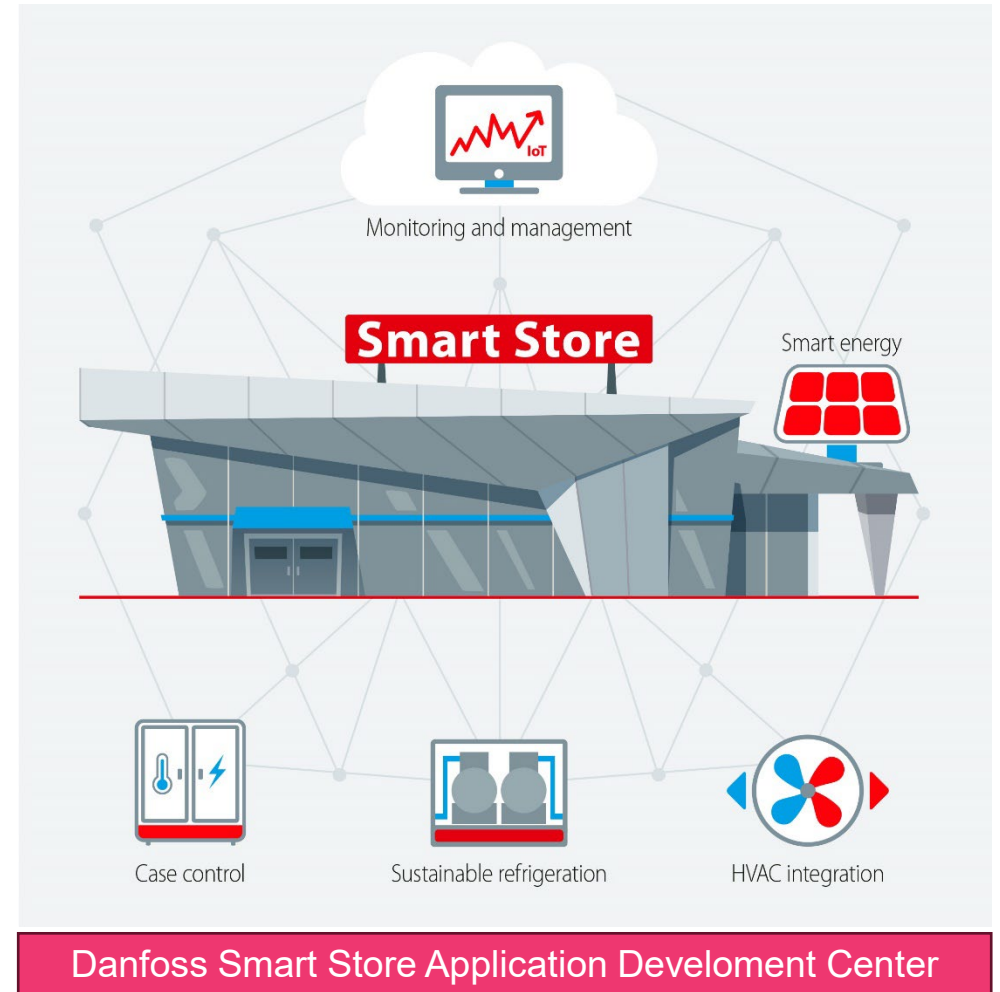 IoT
Monitoring and management
Smart Store
Smart energy
Case control
Sustainable refrigeration
HVAC integration
Danfoss Smart Store Application Develoment Center